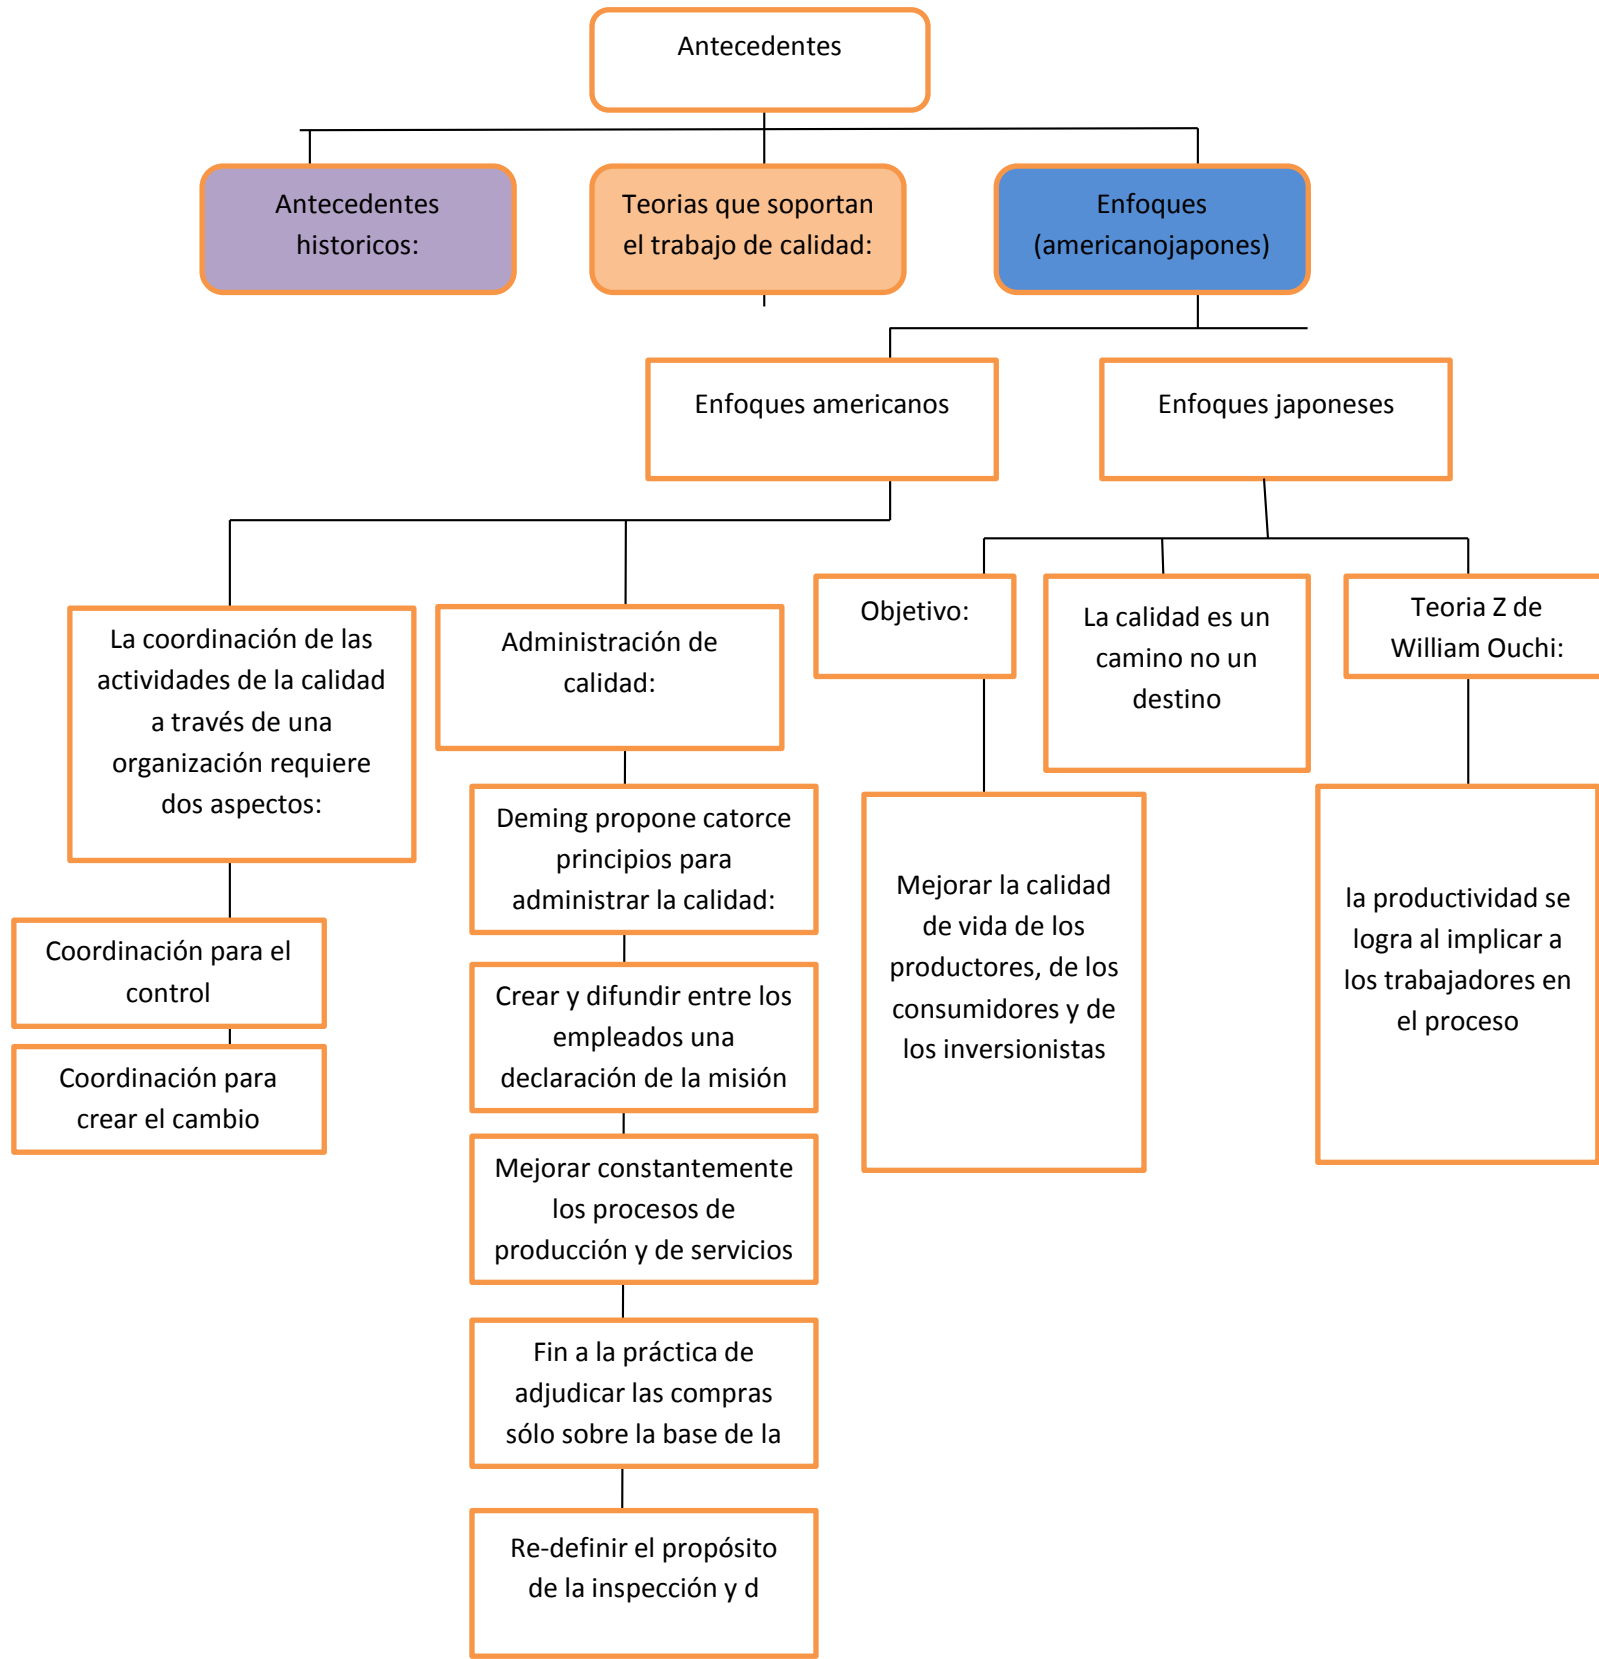 Antecedentes
Antecedentes
historicos:
Teorias que soportan
el trabajo de calidad:
Enfoques
(americanojapones)
Enfoques americanos
Enfoques japoneses
La coordinación de las
actividades de la calidad
a través de una
organización requiere
dos aspectos:
Coordinación para el
control
Coordinación para
crear el cambio
Administración de
calidad:
Deming propone catorce
principios para
administrar la calidad:
Crear y difundir entre los
empleados una
declaración de la misión
Mejorar constantemente
los procesos de
producción y de servicios
Fin a la práctica de
adjudicar las compras
sólo sobre la base de la
Re-definir el propósito
de la inspección y d
Objetivo:
Mejorar la calidad
de vida de los
productores, de los
consumidores y de
los inversionistas
La calidad es un
camino no un
destino
Teoria Z de
William Ouchi:
la productividad se
logra al implicar a
los trabajadores en
el proceso